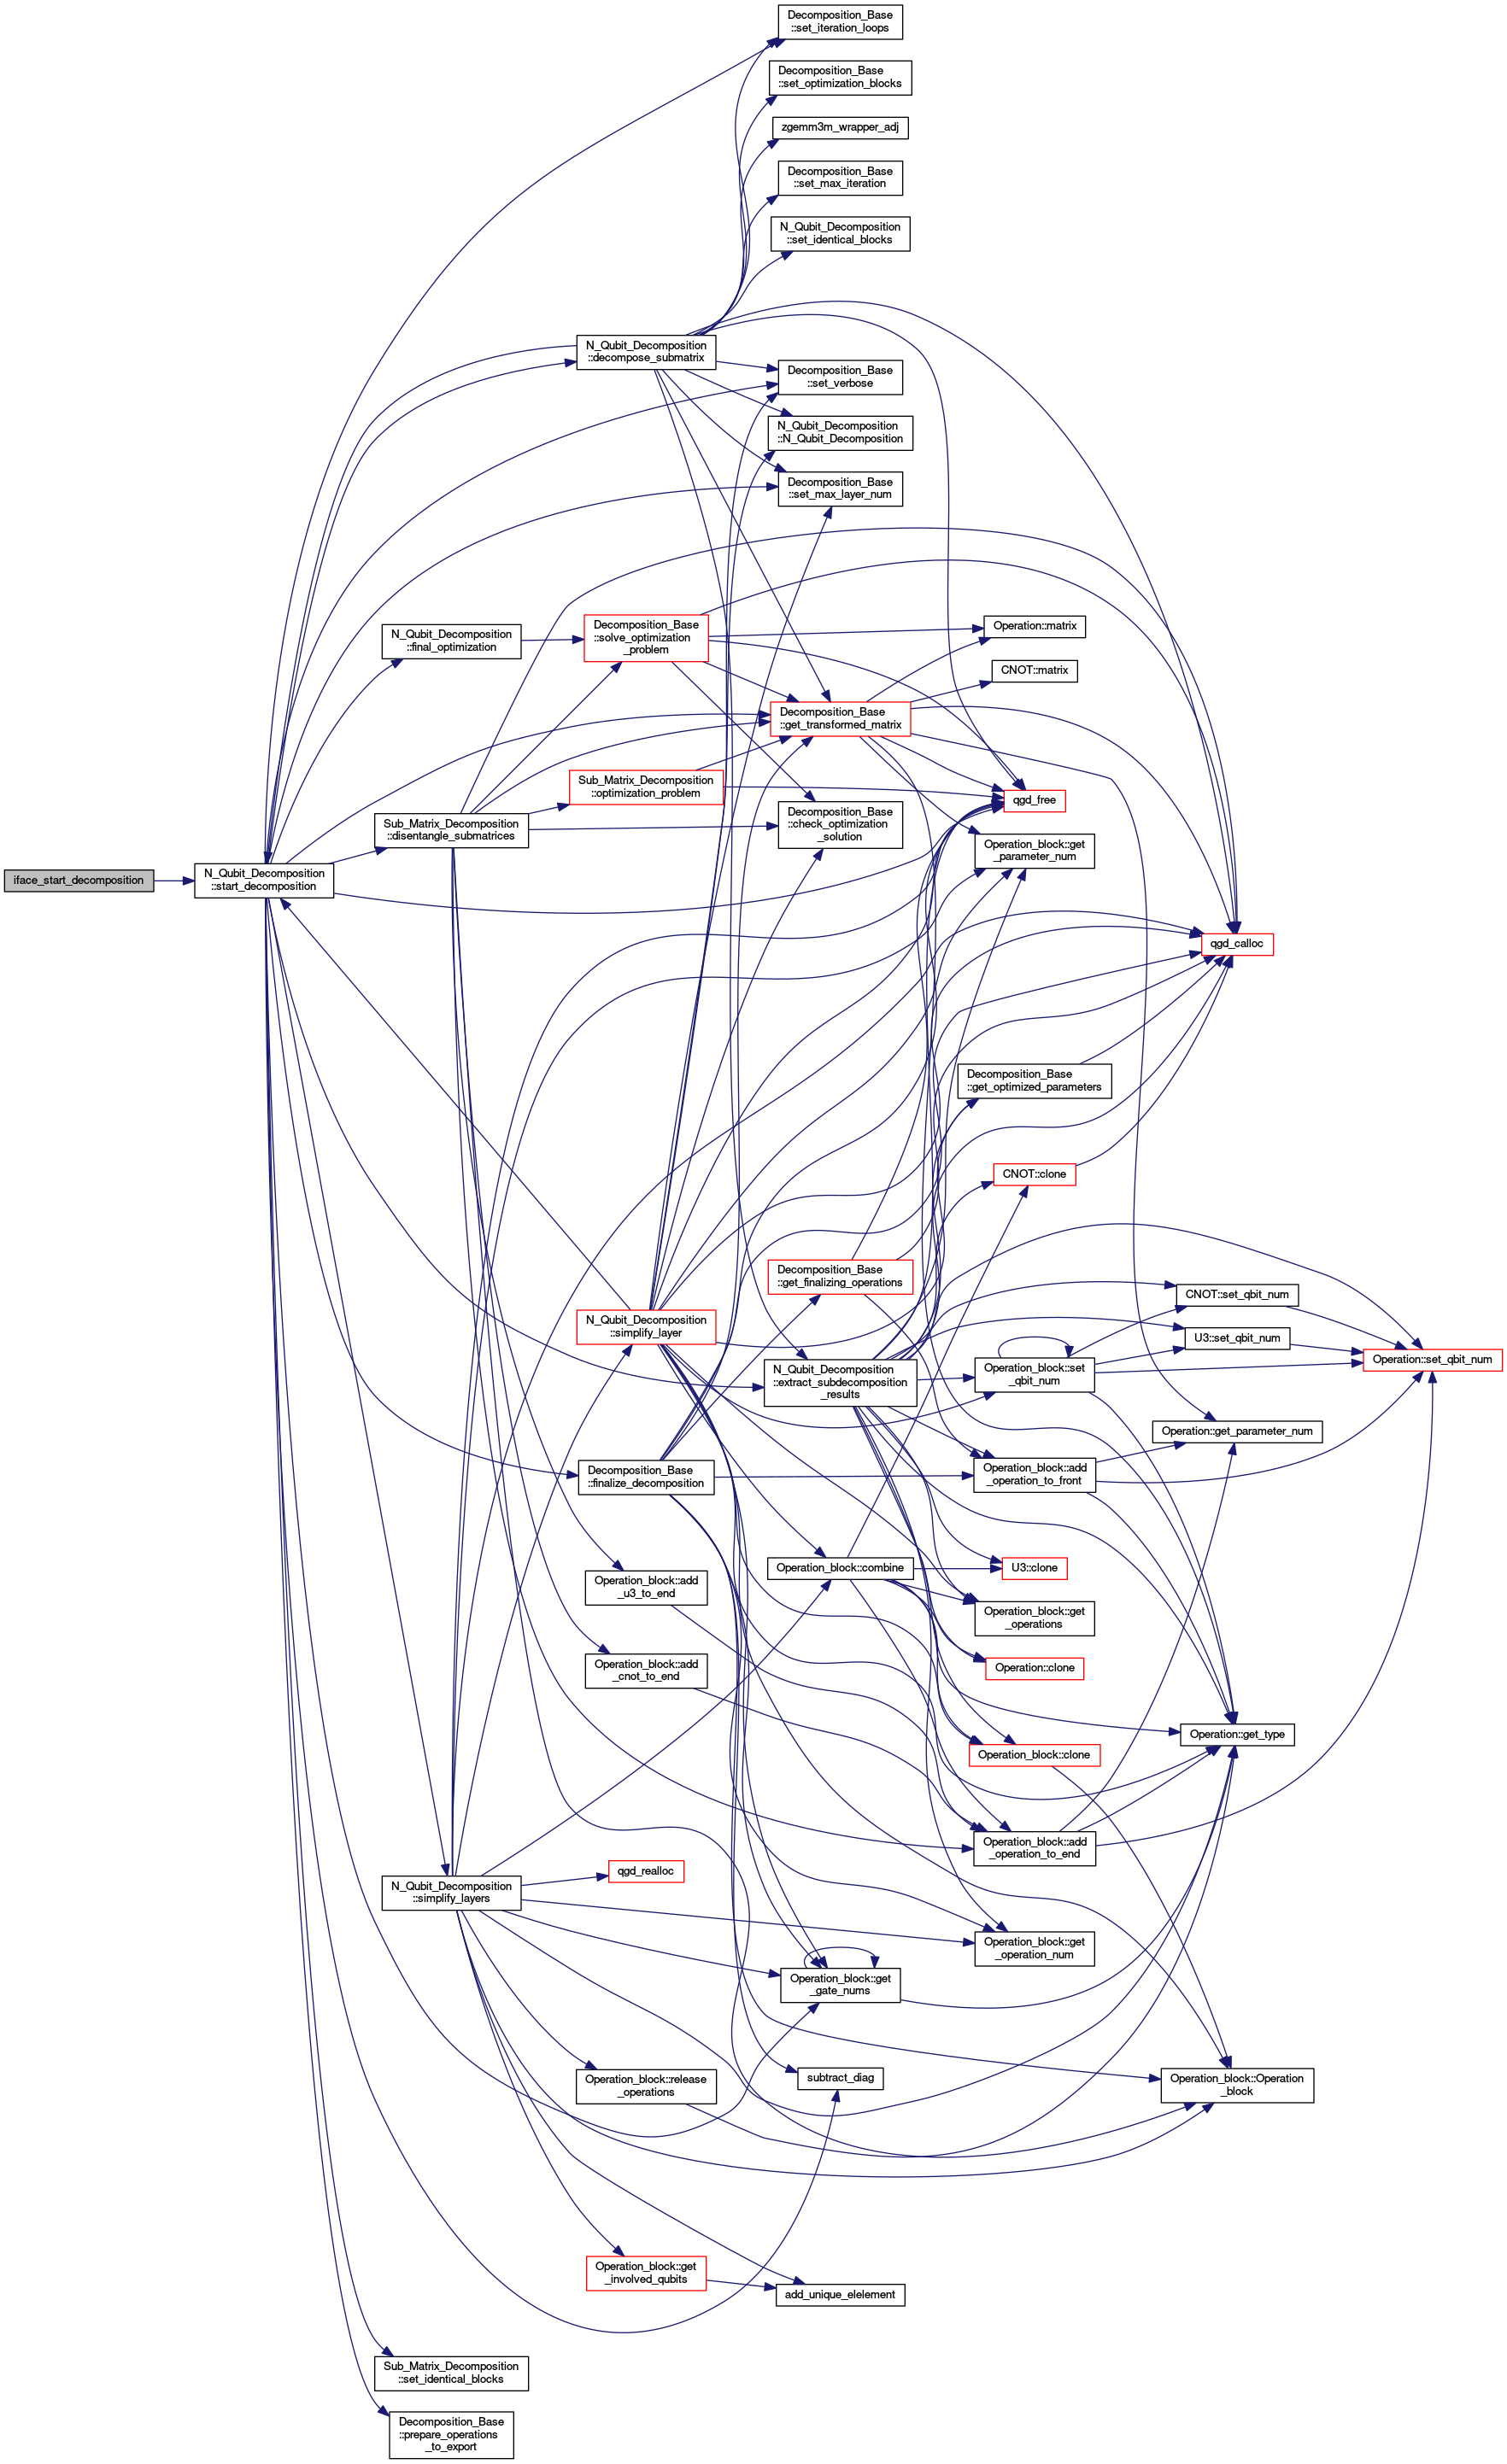 Decomposition_Base
::set_iteration_loops
Decomposition_Base
::set_optimization_blocks
zgemm3m_wrapper_adj
Decomposition_Base
::set_max_iteration
N_Qubit_Decomposition
::set_identical_blocks
N_Qubit_Decomposition
::decompose_submatrix
Decomposition_Base
::set_verbose
N_Qubit_Decomposition
::N_Qubit_Decomposition
Decomposition_Base
::set_max_layer_num
N_Qubit_Decomposition
::final_optimization
Decomposition_Base
::solve_optimization
_problem
Operation::matrix
CNOT::matrix
Decomposition_Base
::get_transformed_matrix
Sub_Matrix_Decomposition
::optimization_problem
qgd_free
Sub_Matrix_Decomposition
::disentangle_submatrices
Decomposition_Base
::check_optimization
_solution
Operation_block::get
_parameter_num
iface_start_decomposition
N_Qubit_Decomposition
::start_decomposition
qgd_calloc
Decomposition_Base
::get_optimized_parameters
CNOT::clone
Decomposition_Base
::get_finalizing_operations
CNOT::set_qbit_num
N_Qubit_Decomposition
::simplify_layer
U3::set_qbit_num
Operation::set_qbit_num
N_Qubit_Decomposition
::extract_subdecomposition
_results
Operation_block::set
_qbit_num
Operation::get_parameter_num
Decomposition_Base
::finalize_decomposition
Operation_block::add
_operation_to_front
Operation_block::combine
U3::clone
Operation_block::add
_u3_to_end
Operation_block::get
_operations
Operation_block::add
_cnot_to_end
Operation::clone
Operation::get_type
Operation_block::clone
Operation_block::add
_operation_to_end
qgd_realloc
N_Qubit_Decomposition
::simplify_layers
Operation_block::get
_operation_num
Operation_block::get
_gate_nums
Operation_block::release
_operations
subtract_diag
Operation_block::Operation
_block
Operation_block::get
_involved_qubits
add_unique_elelement
Sub_Matrix_Decomposition
::set_identical_blocks
Decomposition_Base
::prepare_operations
_to_export